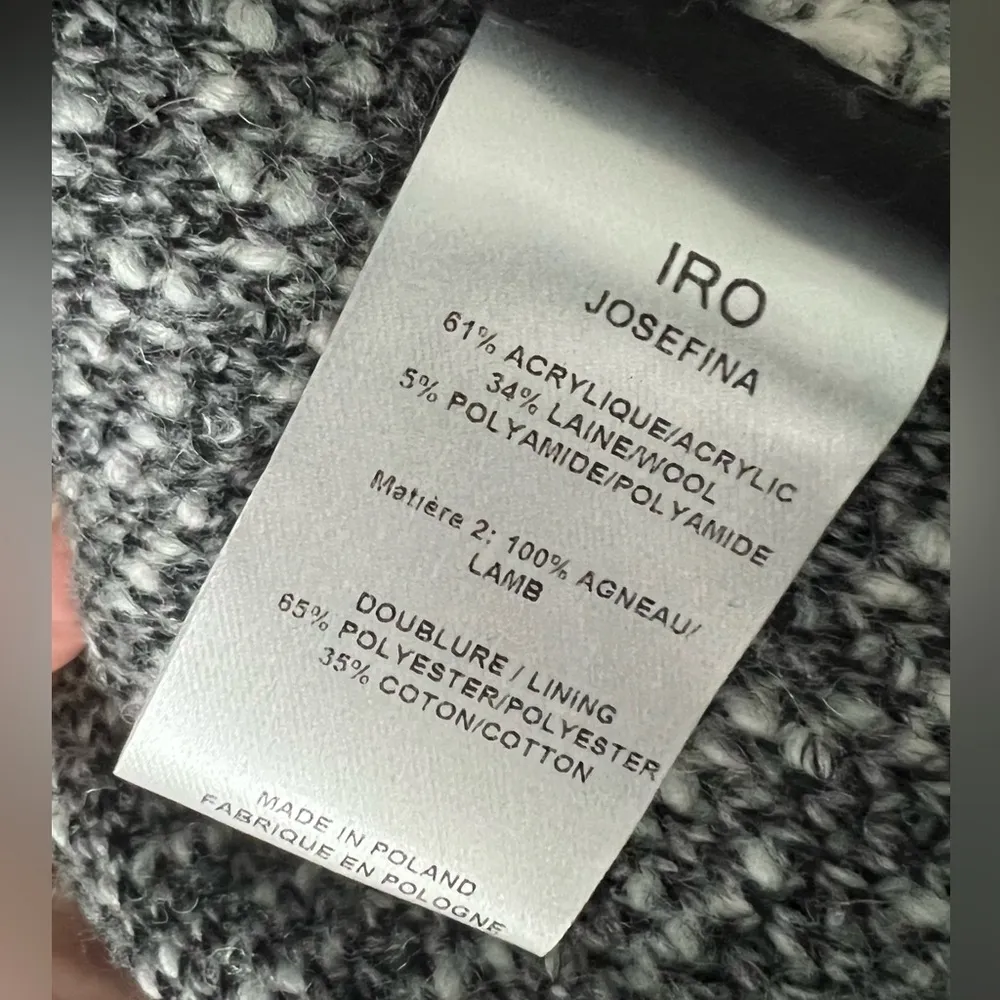 IRO
JOSEFINA
61% ACRYLIQUE/ACRYLIC
34% LAINE/WOOL
5% POLYAMIDE/POLYAMIDE
Matière 2: 100% AGNEAU/
LAMB
DOUBLURE / LINING
65% POLYESTER/POLYESTER
35% COTON/COTTON
MADE IN POLAND
FABRIQUE EN POLOGNE